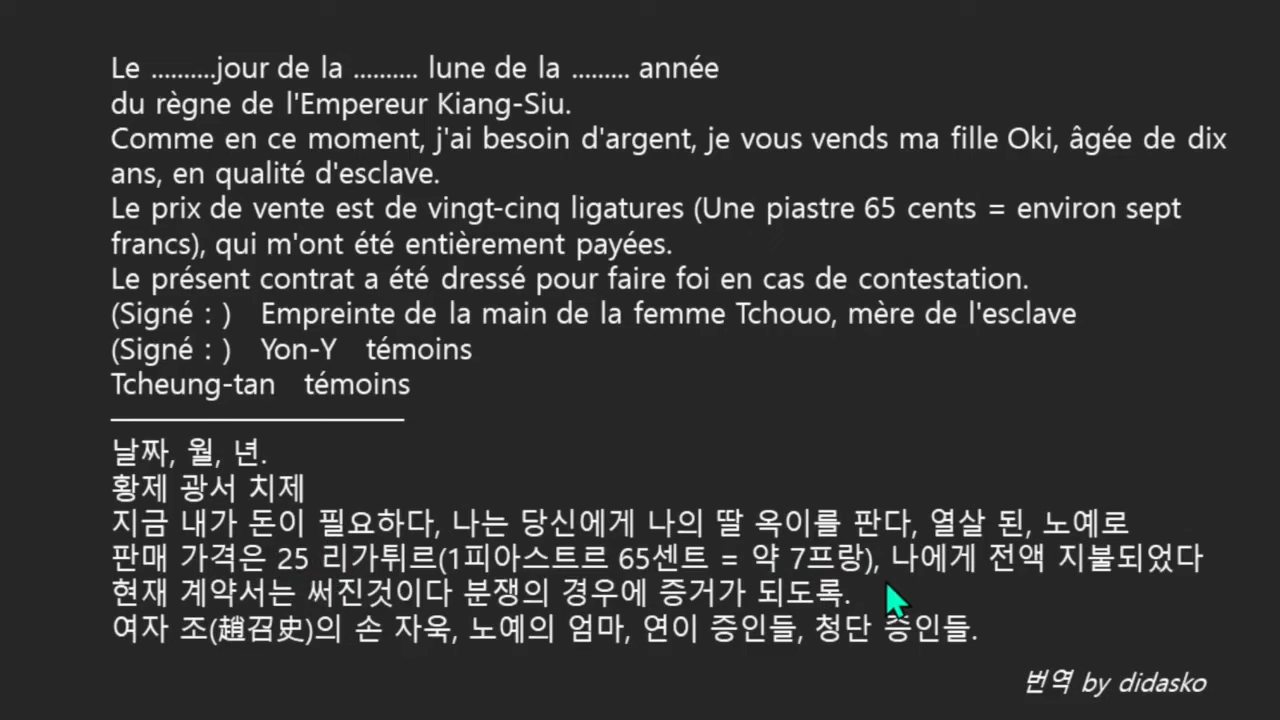 Le ..........jour de la .......... lune de la ......... année
du règne de l'Empereur Kiang-Siu.
Comme en ce moment, j'ai besoin d'argent, je vous vends ma fille Oki, âgée de dix
ans, en qualité d'esclave.
Le prix de vente est de vingt-cinq ligatures (Une piastre 65 cents = environ sept
francs), qui m'ont été entièrement payées.
Le présent contrat a été dressé pour faire foi en cas de contestation.
(Signé : ) Empreinte de la main de la femme Tchouo, mère de l'esclave
(Signé : ) Yon-Y témoins
Tcheung-tan témoins
날짜, 월, 년.
황제 광서 치제
지금 내가 돈이 필요하다, 나는 당신에게 나의 딸 옥이를 판다, 열살 된, 노예로
판매 가격은 25 리가튀르(1피아스트르 65센트 = 약 7프랑), 나에게 전액 지불되었다
현재 계약서는 써진것이다 분쟁의 경우에 증거가 되도록.
여자 조(趙召史)의 손 자욱, 노예의 엄마, 연이 증인들, 청단 증인들.
번역 by didasko